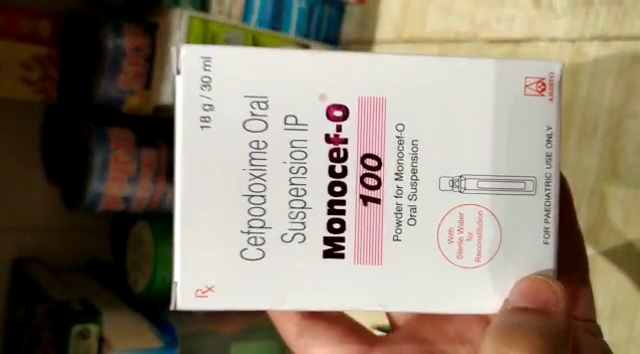 18 g / 30 ml
Rx
Cefpodoxime Oral
Suspension IP
Monocef-O®
100
Powder for Monocef-O
Oral Suspension
With
Sterile Water
for
Reconstitution
FOR PAEDIATRIC USE ONLY
ARISTO